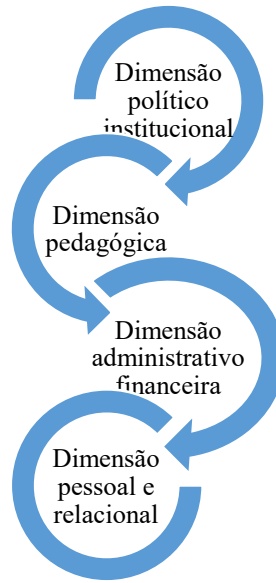 Dimensão
político
institucional
Dimensão
pedagógica
Dimensão
administrativo
financeira
Dimensão
pessoal e
relacional